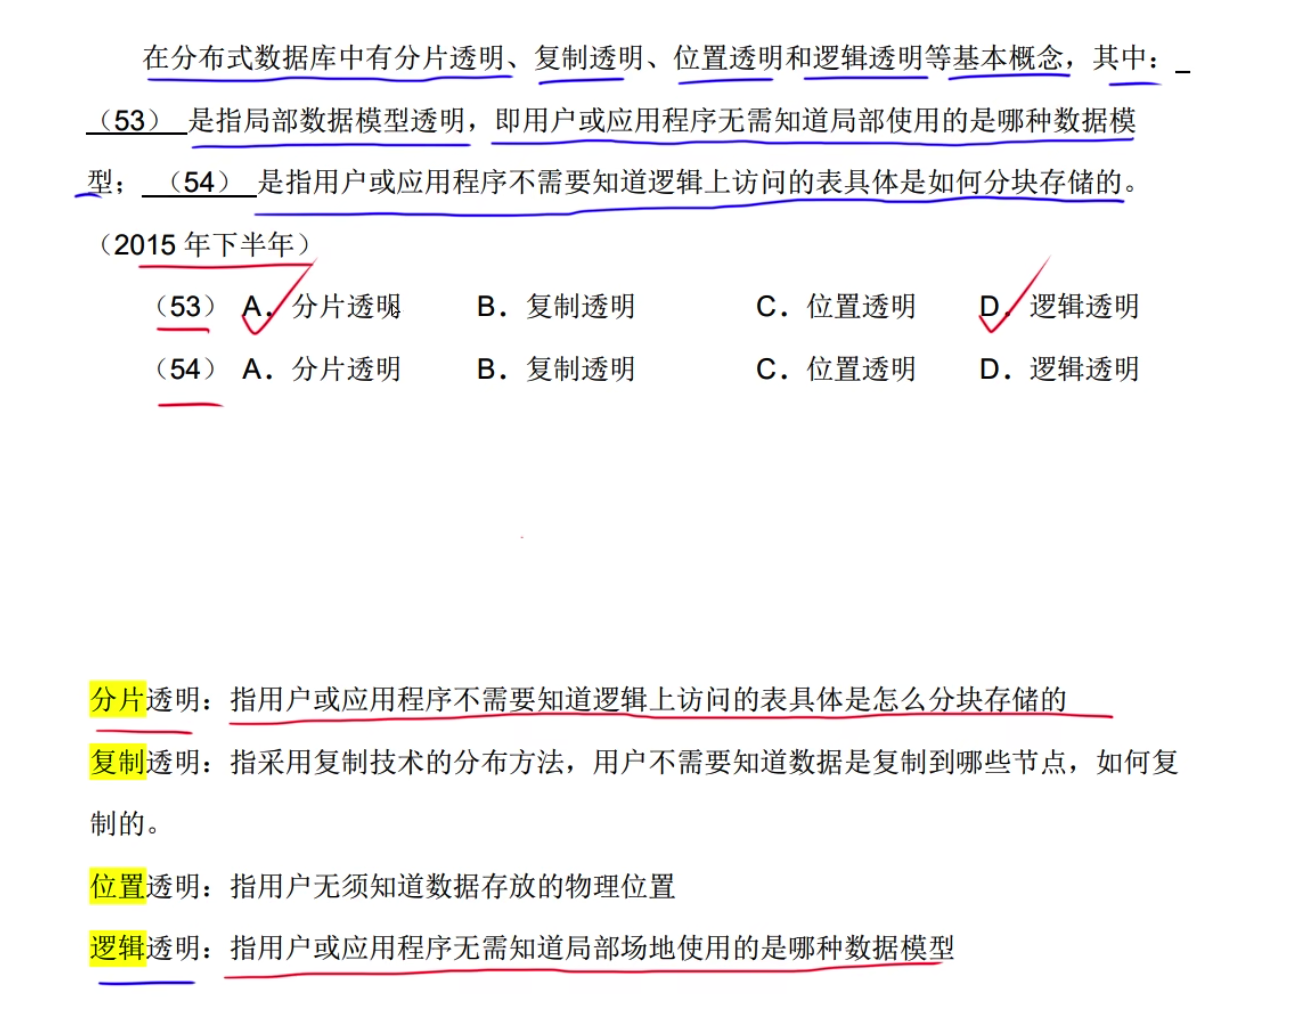 在分布式数据库中有分片透明、复制透明、位置透明和逻辑透明等基本概念，其中：
（53） 是指局部数据模型透明，即用户或应用程序无需知道局部使用的是哪种数据模
型； （54） 是指用户或应用程序不需要知道逻辑上访问的表具体是如何分块存储的。
（2015 年下半年）
（53） A．分片透明 B．复制透明 C．位置透明 D．逻辑透明
（54） A．分片透明 B．复制透明 C．位置透明 D．逻辑透明
分片透明：指用户或应用程序不需要知道逻辑上访问的表具体是怎么分块存储的
复制透明：指采用复制技术的分布方法，用户不需要知道数据是复制到哪些节点，如何复
制的。
位置透明：指用户无须知道数据存放的物理位置
逻辑透明：指用户或应用程序无需知道局部场地使用的是哪种数据模型